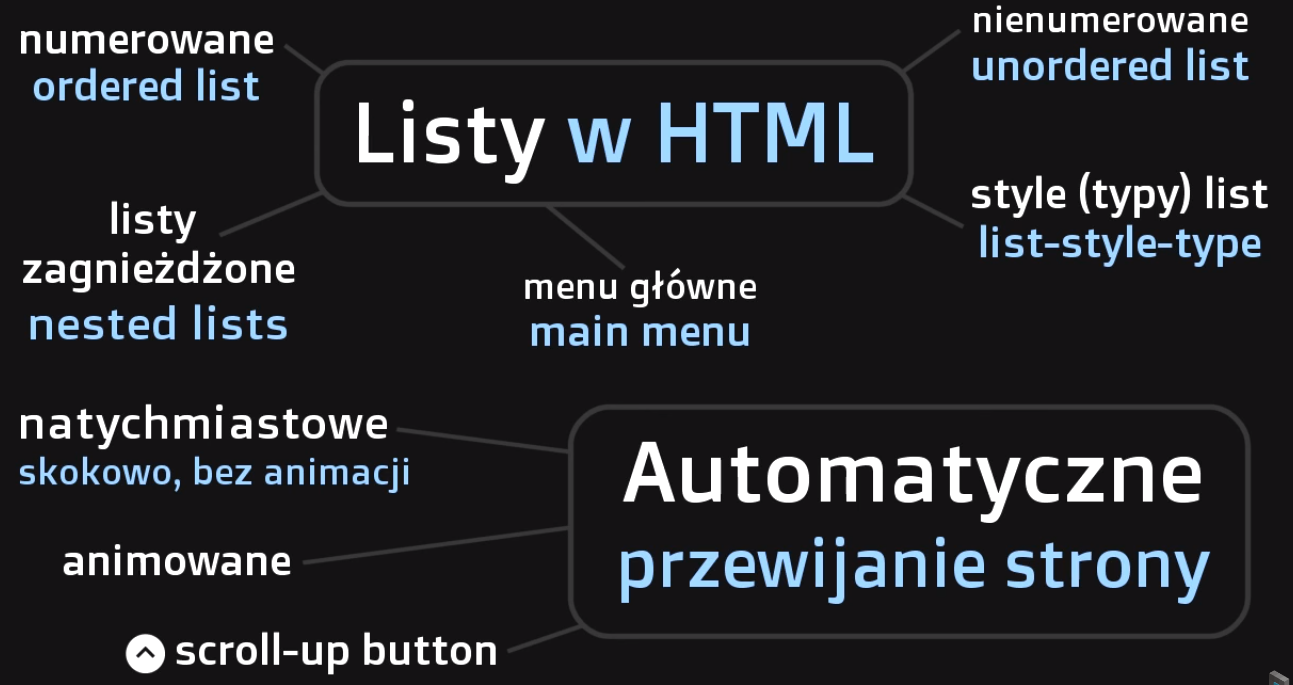 numerowane
ordered list
nienumerowane
unordered list
Listy w HTML
listy
zagnieżdżone
nested lists
menu główne
main menu
style (typy) list
list-style-type
natychmiastowe
skokowo, bez animacji
animowane
scroll-up button
Automatyczne
przewijanie strony